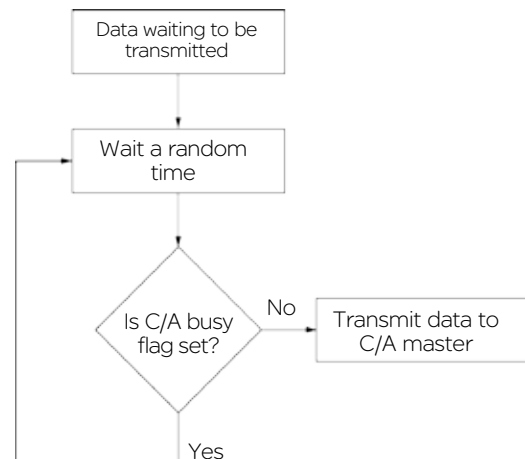 Data waiting to be
transmitted
Wait a random
time
Is C/A busy
flag set?
No
Transmit data to
C/A master
Yes